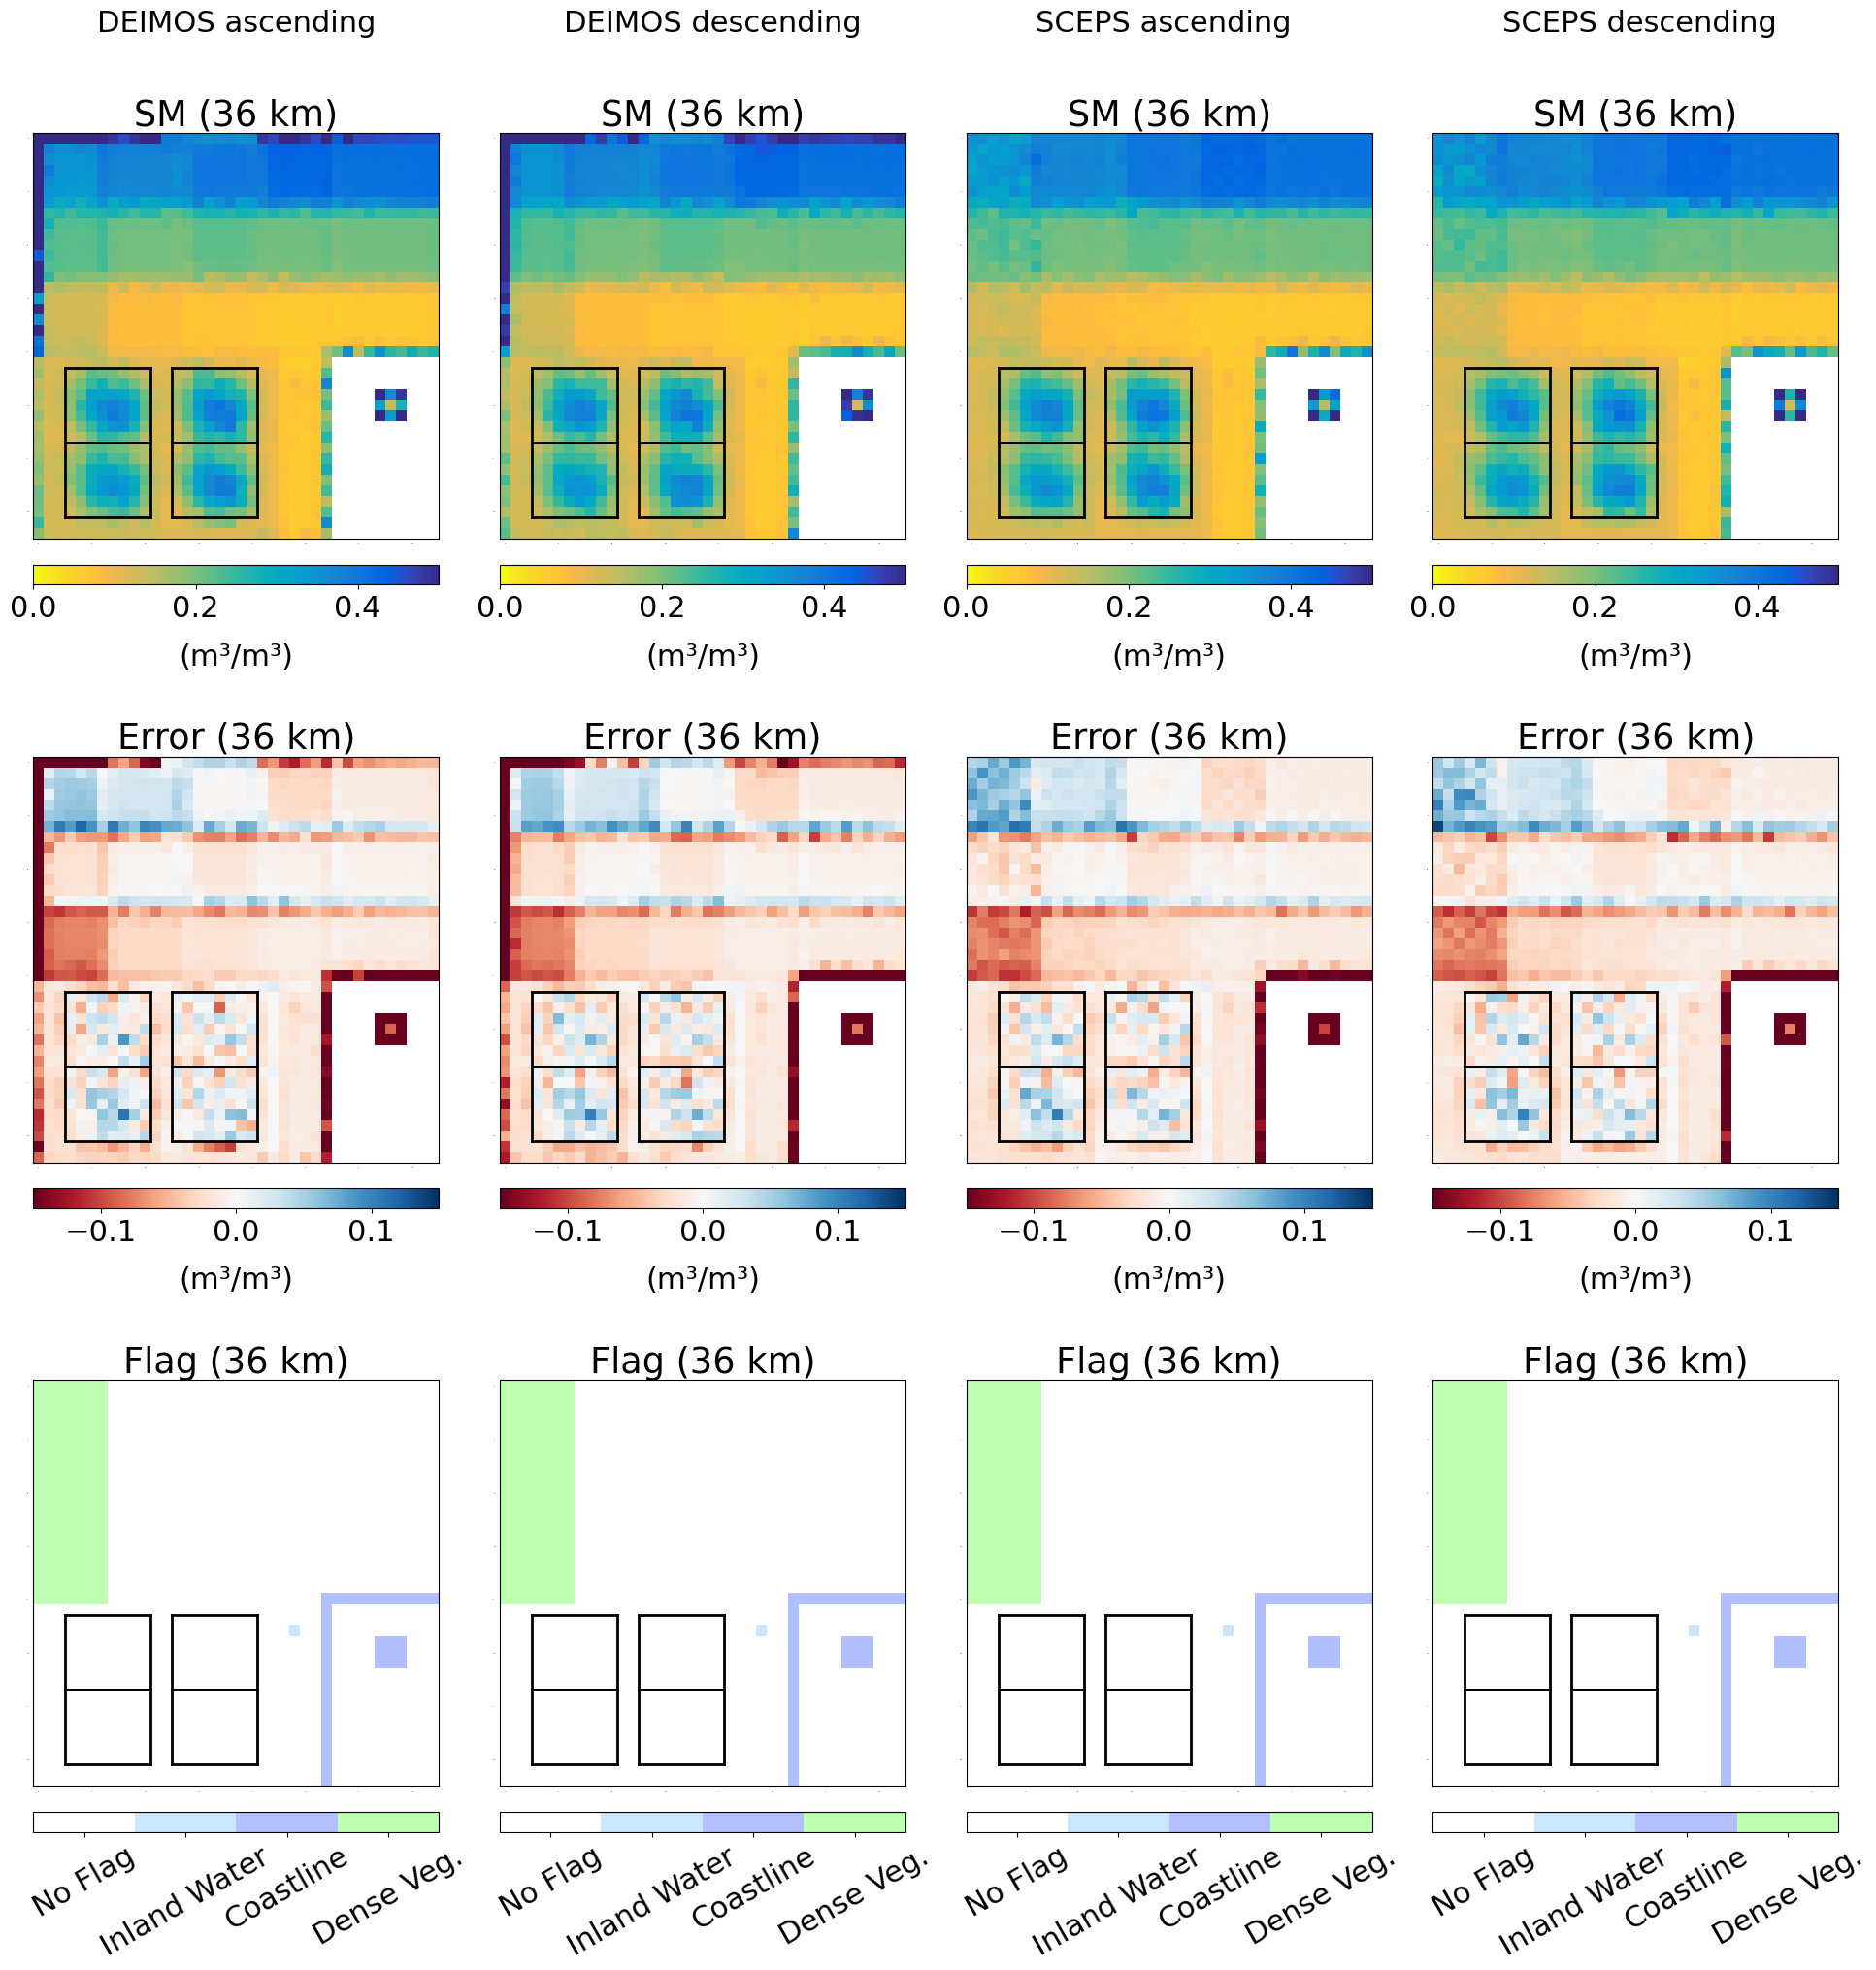 DEIMOS ascending DEIMOS descending SCEPS ascending SCEPS descending
SM (36 km) SM (36 km) SM (36 km) SM (36 km)
0.0 0.2 0.4 0.0 0.2 0.4 0.0 0.2 0.4 0.0 0.2 0.4
(m³/m³) (m³/m³) (m³/m³) (m³/m³)
Error (36 km) Error (36 km) Error (36 km) Error (36 km)
−0.1 0.0 0.1 −0.1 0.0 0.1 −0.1 0.0 0.1 −0.1 0.0 0.1
(m³/m³) (m³/m³) (m³/m³) (m³/m³)
Flag (36 km) Flag (36 km) Flag (36 km) Flag (36 km)
No Flag Inland Water Coastline Dense Veg. No Flag Inland Water Coastline Dense Veg. No Flag Inland Water Coastline Dense Veg. No Flag Inland Water Coastline Dense Veg.